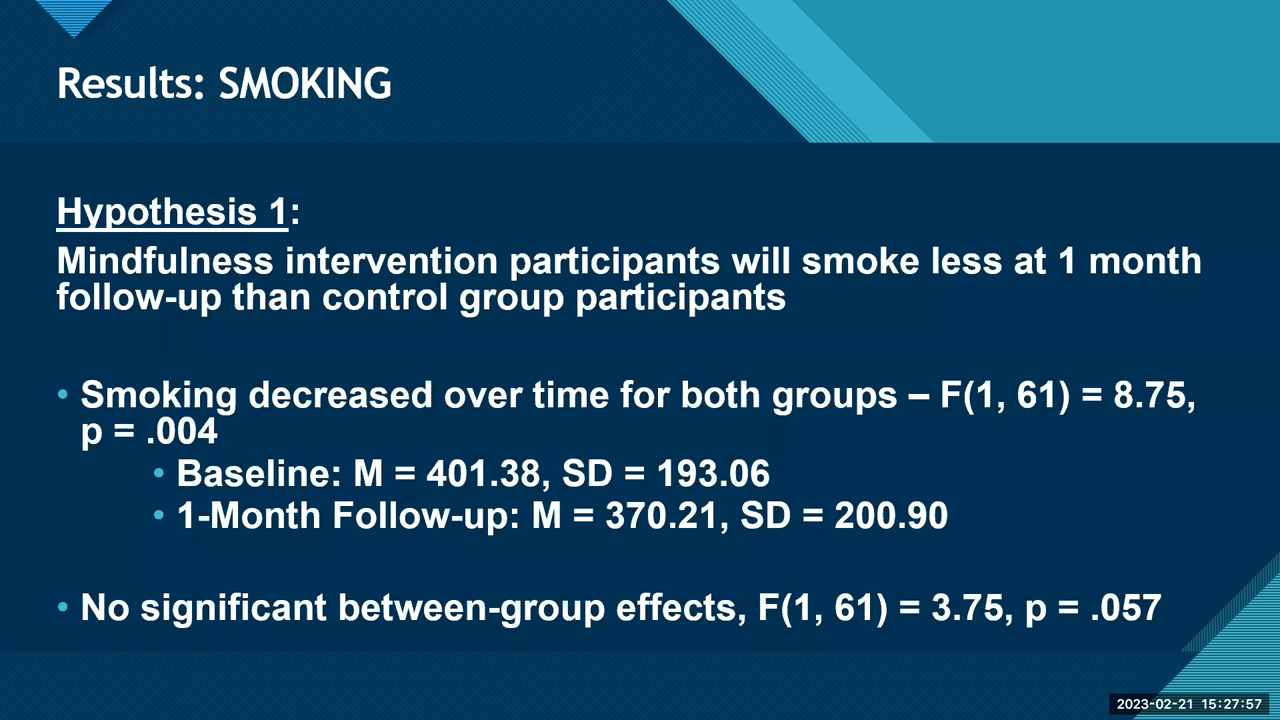 Results: SMOKING
Hypothesis 1:
Mindfulness intervention participants will smoke less at 1 month
follow-up than control group participants
• Smoking decreased over time for both groups – F(1, 61) = 8.75,
p = .004
• Baseline: M = 401.38, SD = 193.06
• 1-Month Follow-up: M = 370.21, SD = 200.90
• No significant between-group effects, F(1, 61) = 3.75, p = .057
2023-02-21 15:27:57